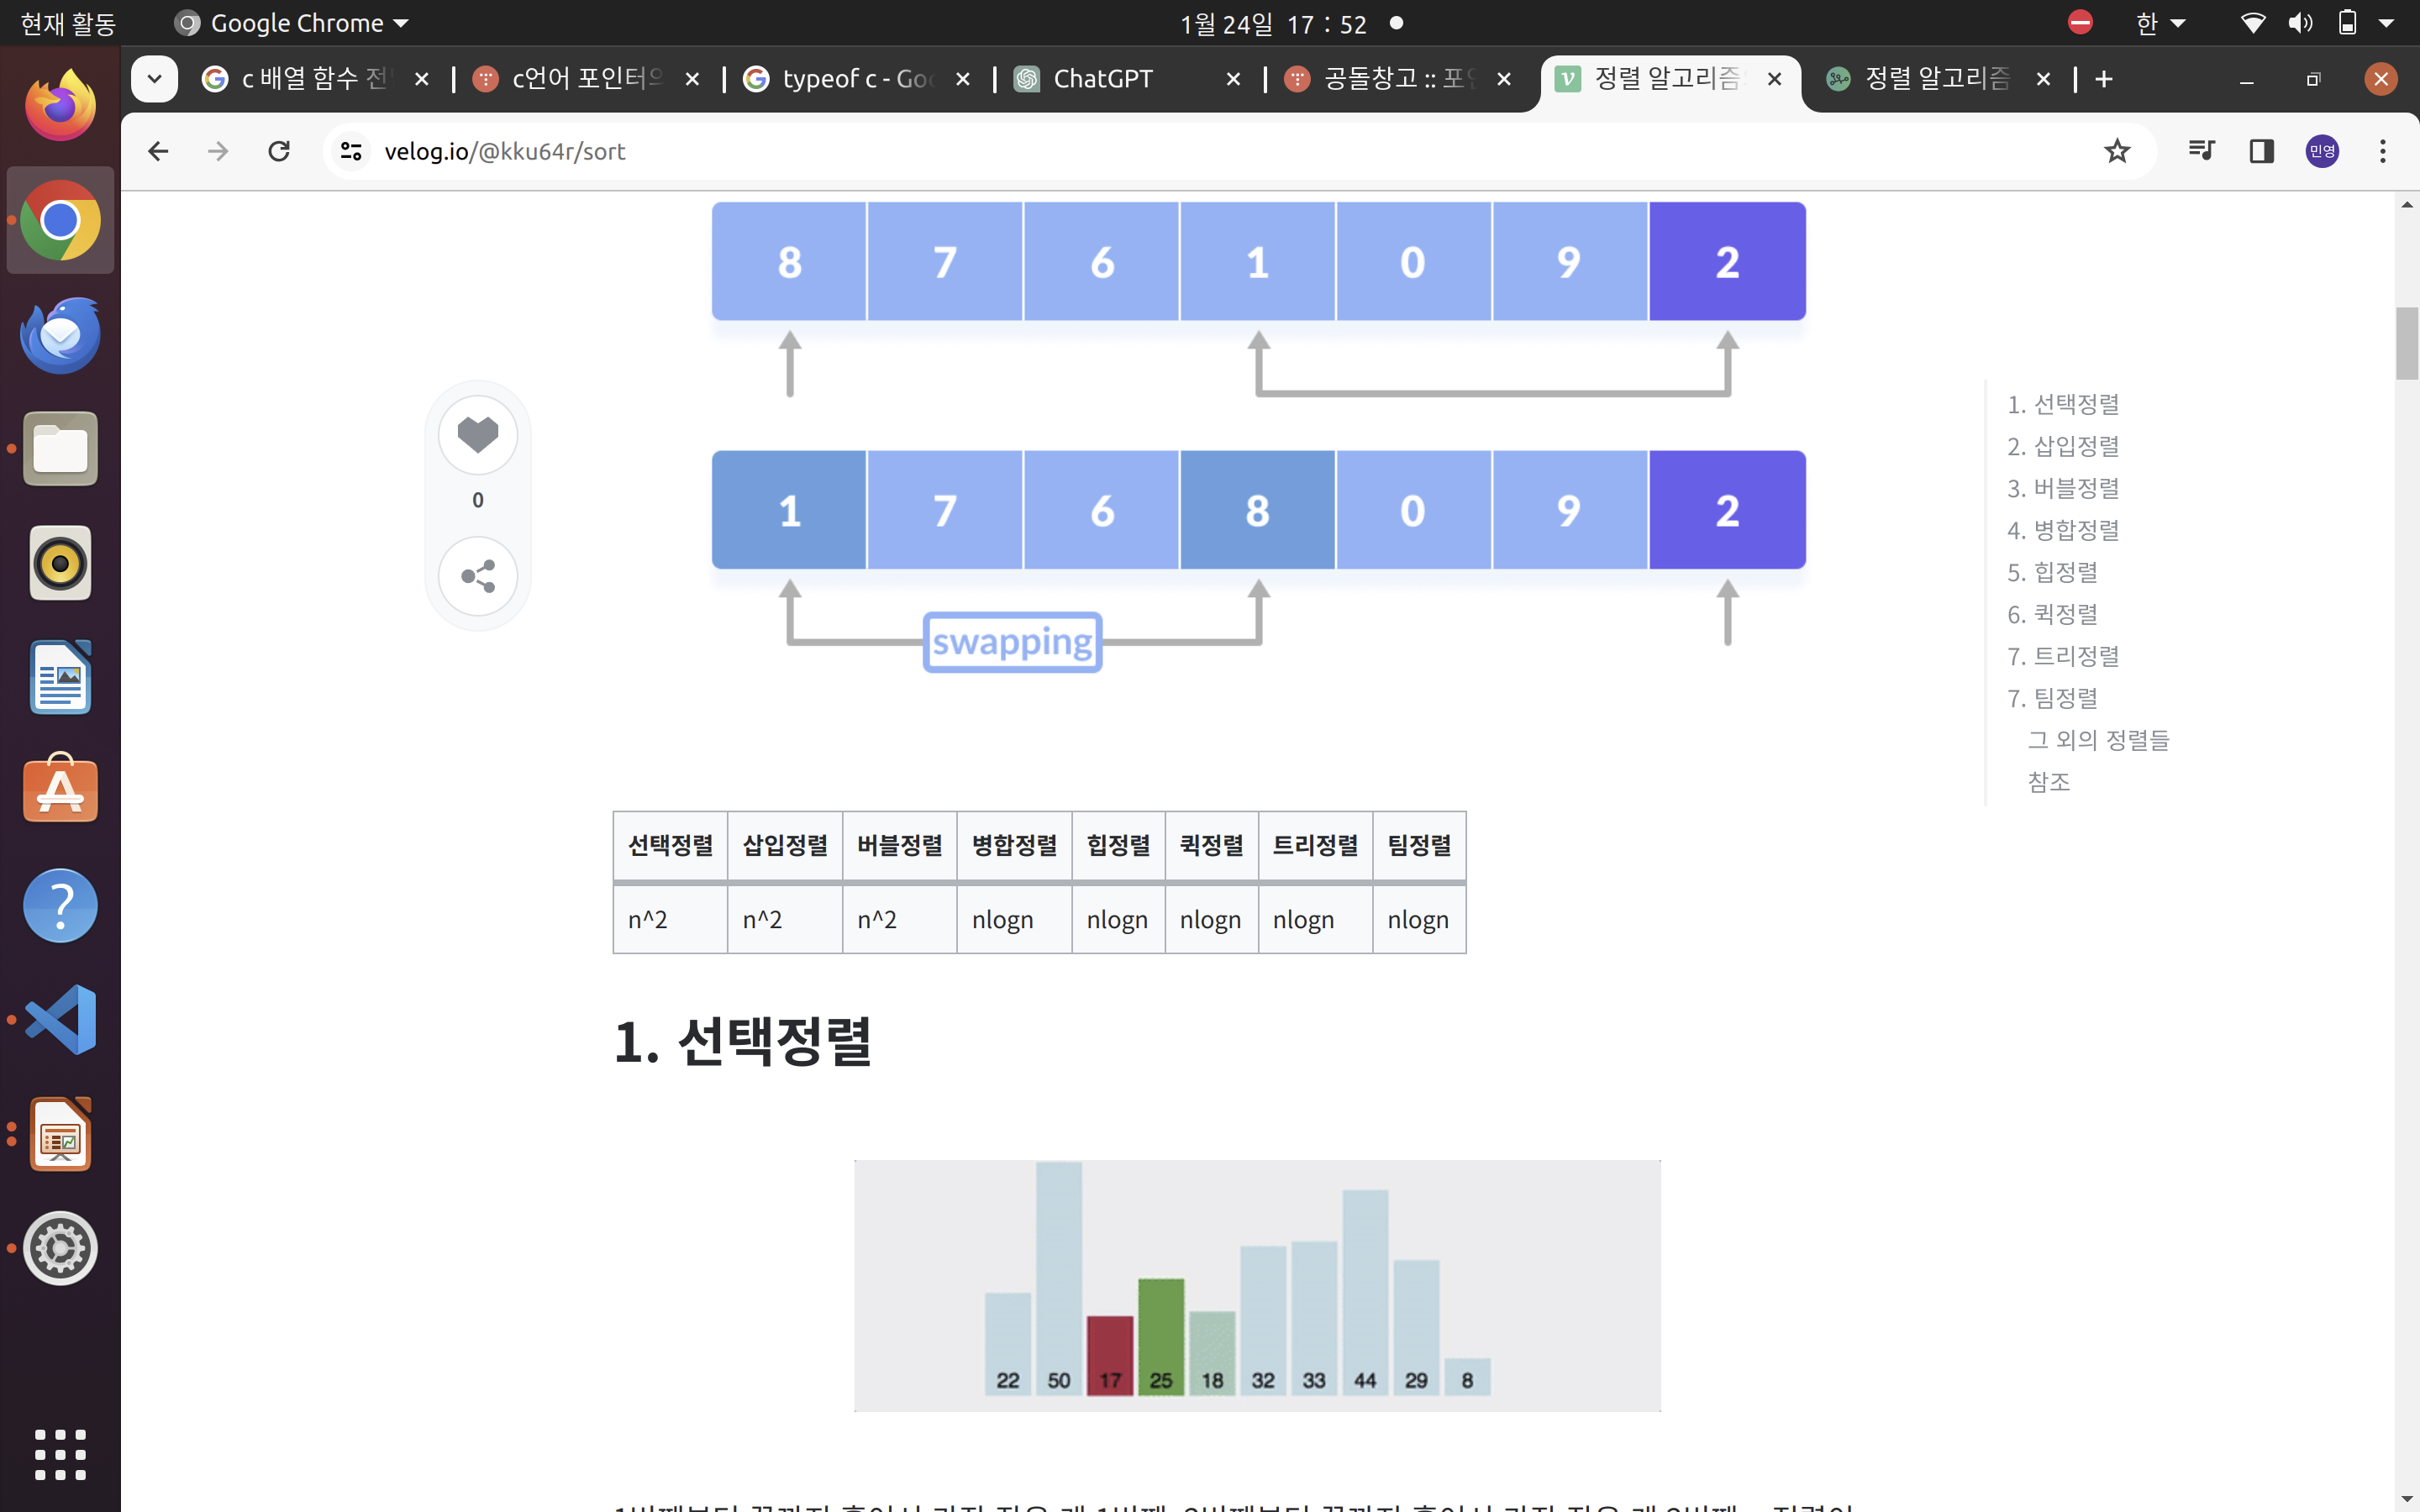 현재 활동
Google Chrome
1월 24일 17 : 52
한
c 배열 함수 전
c언어 포인터의
typeof c - Goo
ChatGPT
공돌창고 :: 포인
정렬 알고리즘
정렬 알고리즘
velog.io/@kku64r/sort
민영
8 7 6 1 0 9 2
1 7 6 8 0 9 2
swapping
0
1. 선택정렬
2. 삽입정렬
3. 버블정렬
4. 병합정렬
5. 힙정렬
6. 퀵정렬
7. 트리정렬
7. 팀정렬
그 외의 정렬들
참조
선택정렬 삽입정렬 버블정렬 병합정렬 힙정렬 퀵정렬 트리정렬 팀정렬
n^2 n^2 n^2 nlogn nlogn nlogn nlogn nlogn
1. 선택정렬
22 50 17 25 18 32 33 44 29 8